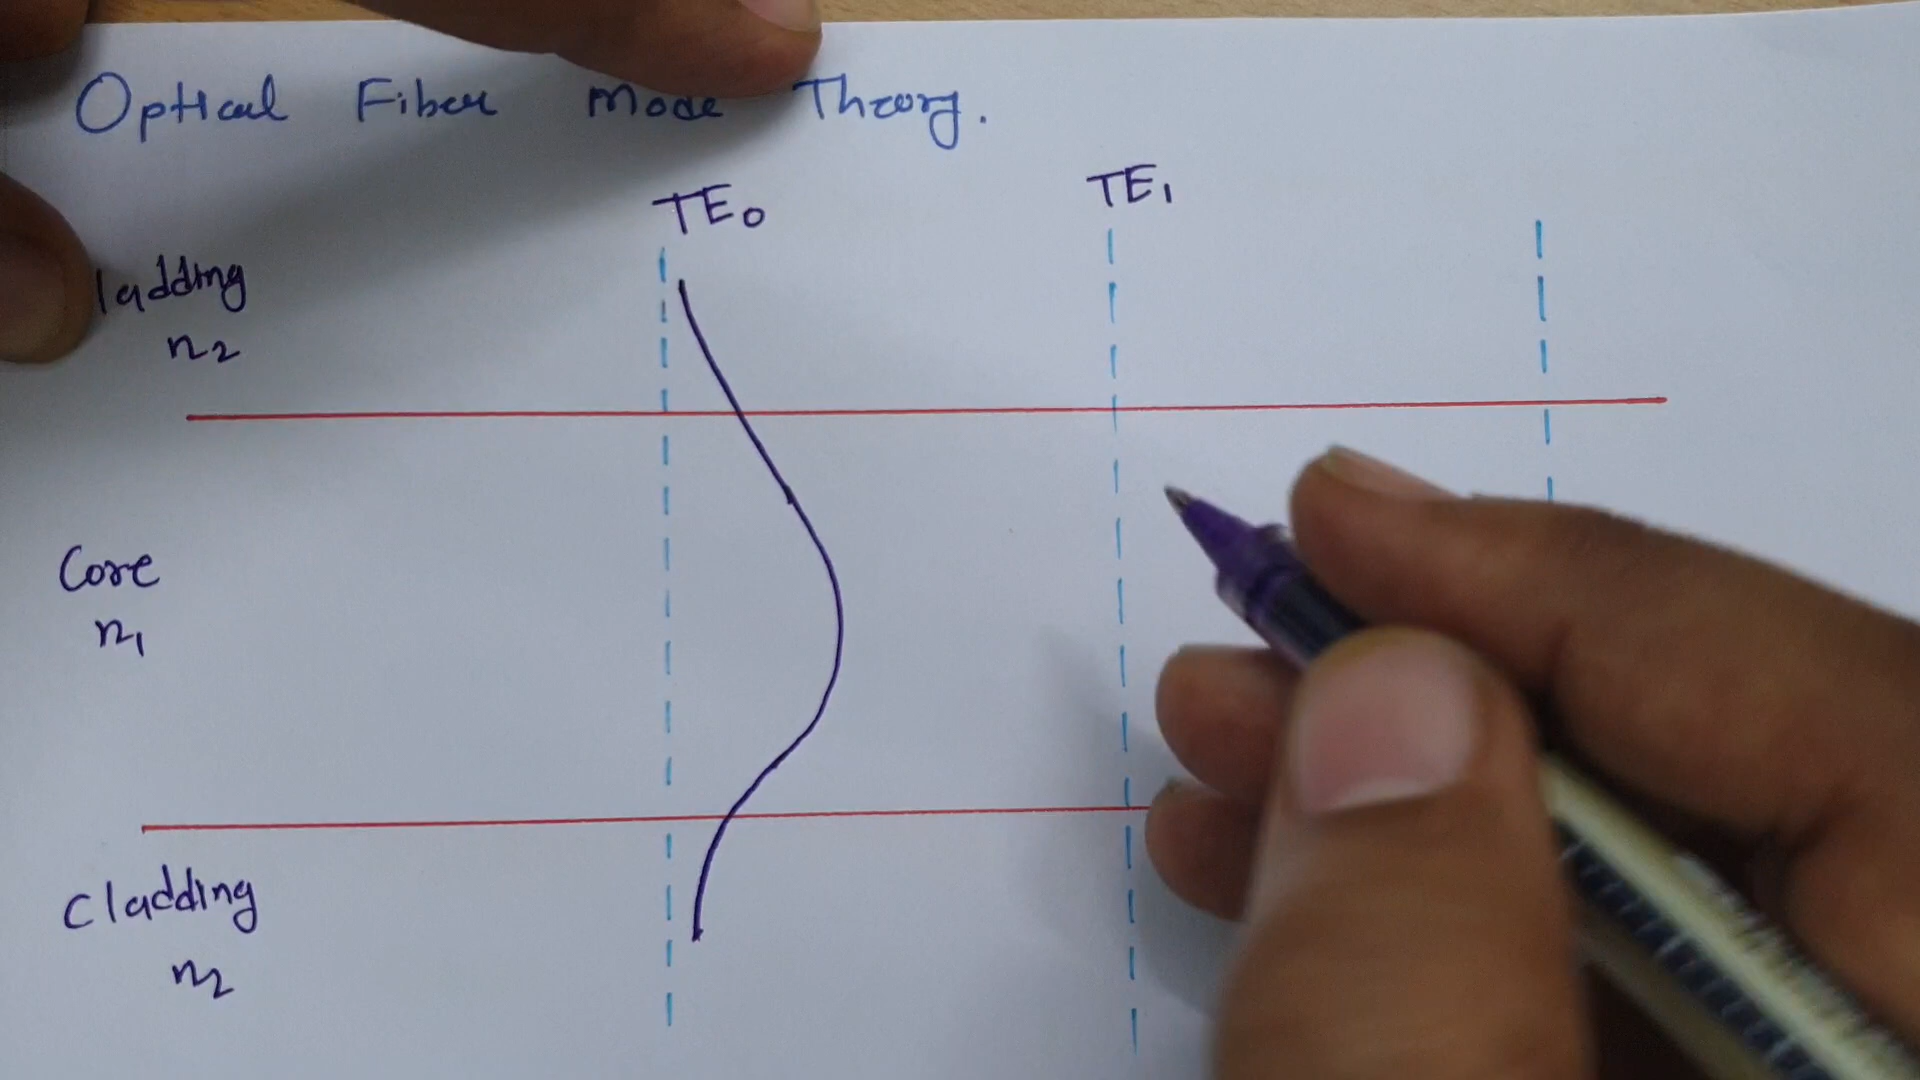 Optical Fiber Mode Theory.
TE₀
TE₁
ladding
n₂
Core
n₁
Cladding
n₂